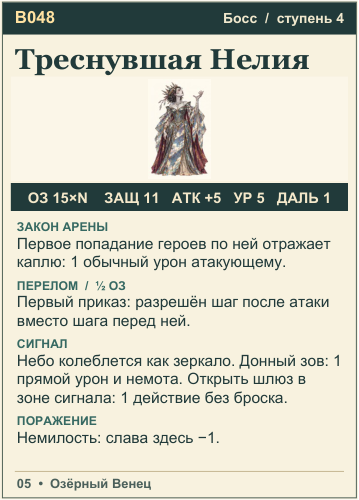 B048
Босс / ступень 4
Треснувшая Нелия
ОЗ 15×N ЗАЩ 11 АТК +5 УР 5 ДАЛЬ 1
ЗАКОН АРЕНЫ
Первое попадание героев по ней отражает
каплю: 1 обычный урон атакующему.
ПЕРЕЛОМ / ½ ОЗ
Первый приказ: разрешён шаг после атаки
вместо шага перед ней.
СИГНАЛ
Небо колеблется как зеркало. Донный зов: 1
прямой урон и немота. Открыть шлюз в
зоне сигнала: 1 действие без броска.
ПОРАЖЕНИЕ
Немилость: слава здесь −1.
05 • Озёрный Венец